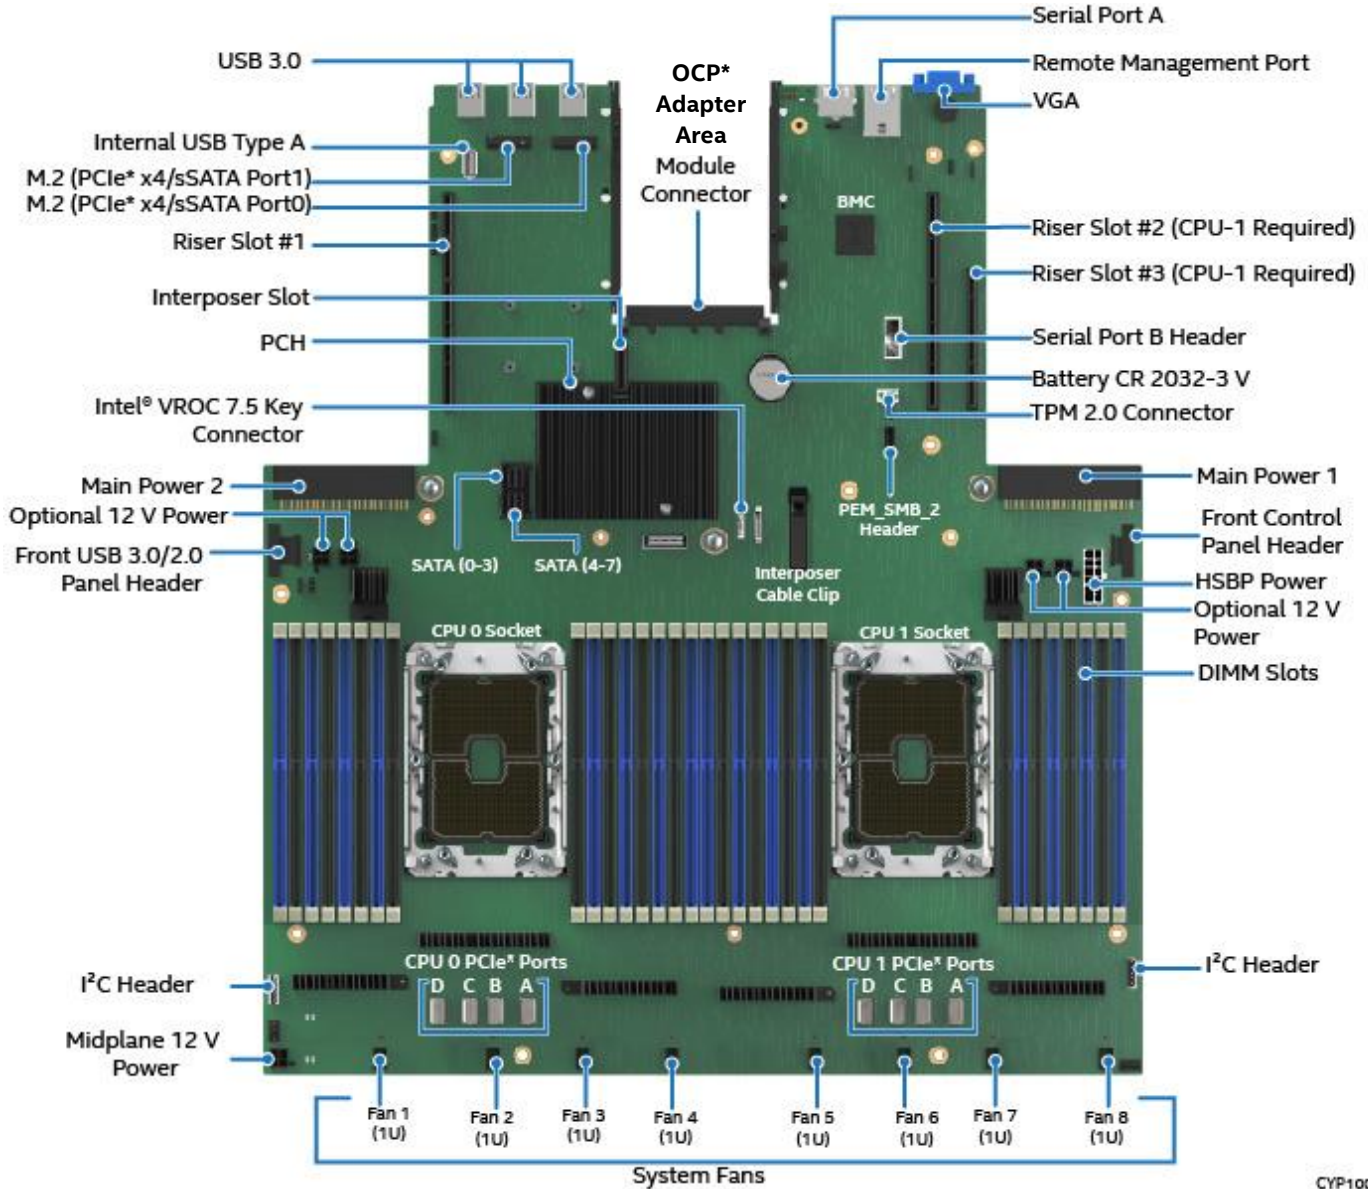 Serial Port A
USB 3.0
Remote Management Port
OCP*
Adapter
Area
VGA
Internal USB Type A
Module
Connector
M.2 (PCIe* x4/sSATA Port1)
M.2 (PCIe* x4/sSATA Port0)
BMC
Riser Slot #1
Riser Slot #2 (CPU-1 Required)
Riser Slot #3 (CPU-1 Required)
Interposer Slot
PCH
Serial Port B Header
Battery CR 2032-3 V
Intel® VROC 7.5 Key
Connector
TPM 2.0 Connector
Main Power 2
Main Power 1
Optional 12 V Power
PEM_SMB_2
Header
Front Control
Panel Header
Front USB 3.0/2.0
Panel Header
SATA (0-3)
SATA (4-7)
Interposer
Cable Clip
HSBP Power
Optional 12 V
Power
CPU 0 Socket
CPU 1 Socket
DIMM Slots
CPU 0 PCIe* Ports
D C B A
CPU 1 PCIe* Ports
D C B A
I²C Header
I²C Header
Midplane 12 V
Power
Fan 1
(1U)
Fan 2
(1U)
Fan 3
(1U)
Fan 4
(1U)
Fan 5
(1U)
Fan 6
(1U)
Fan 7
(1U)
Fan 8
(1U)
System Fans